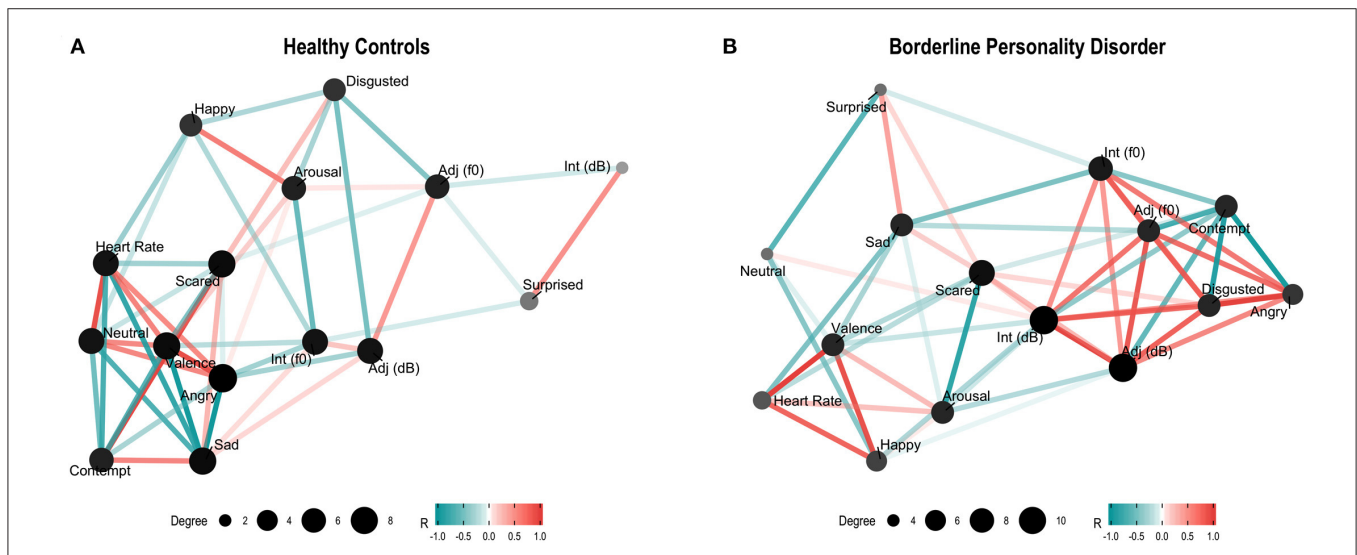 A
Healthy Controls
Disgusted
Happy
Arousal
Adj (f0)
Int (dB)
Heart Rate
Scared
Surprised
Neutral
Valence
Int (f0)
Adj (dB)
Angry
Sad
Contempt
Degree 2 4 6 8
R -1.0 -0.5 0.0 0.5 1.0
B
Borderline Personality Disorder
Surprised
Int (f0)
Adj (f0)
Contempt
Sad
Neutral
Scared
Disgusted
Angry
Valence
Int (dB)
Adj (dB)
Heart Rate
Arousal
Happy
Degree 4 6 8 10
R -1.0 -0.5 0.0 0.5 1.0